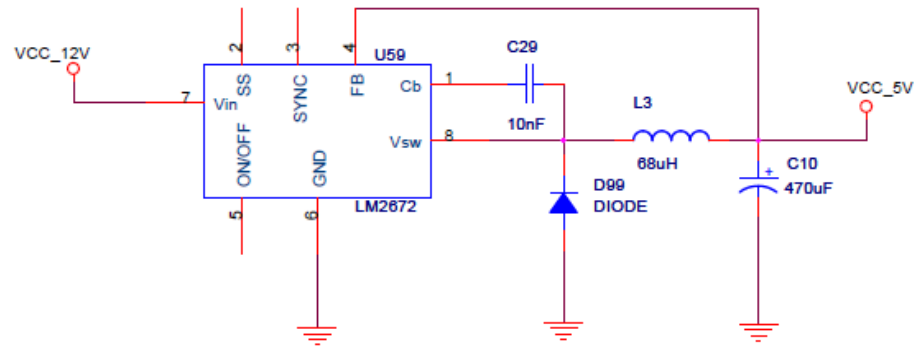 VCC_12V
2
3
4
U59
C29
VCC_5V
7
Vin
SS
SYNC
FB
Cb
1
10nF
L3
Vsw
8
68uH
ON/OFF
GND
C10
+
470uF
D99
DIODE
5
6
LM2672